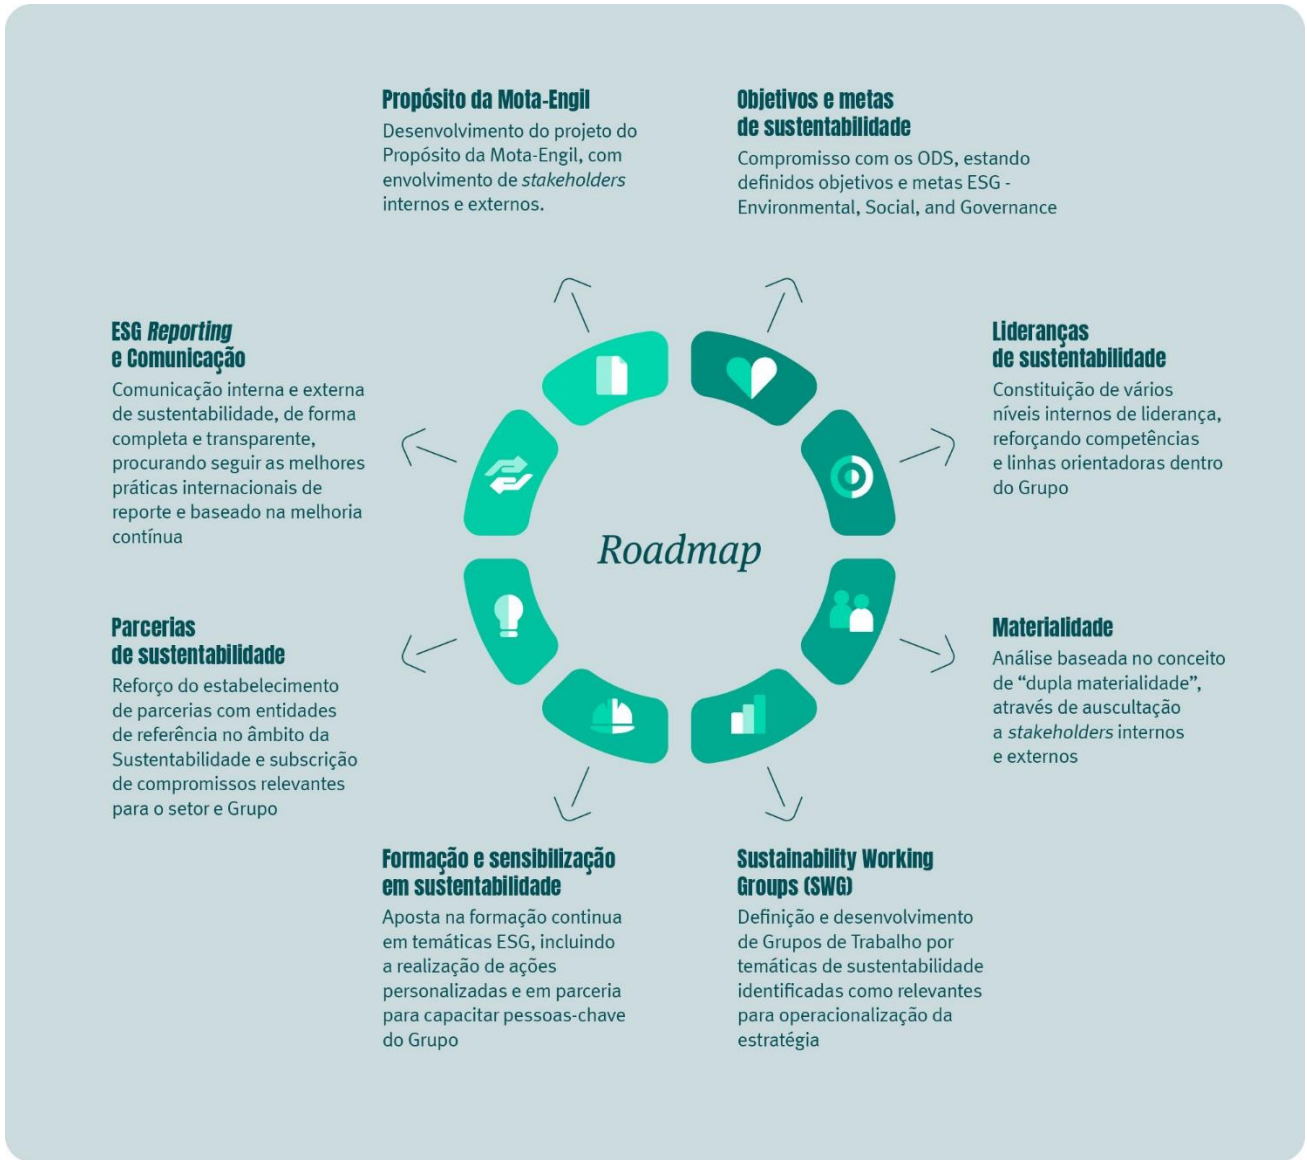 Propósito da Mota-Engil
Desenvolvimento do projeto do
Propósito da Mota-Engil, com
envolvimento de stakeholders
internos e externos.
Objetivos e metas
de sustentabilidade
Compromisso com os ODS, estando
definidos objetivos e metas ESG -
Environmental, Social, and Governance
ESG Reporting
e Comunicação
Comunicação interna e externa
de sustentabilidade, de forma
completa e transparente,
procurando seguir as melhores
práticas internacionais de
reporte e baseado na melhoria
contínua
Lideranças
de sustentabilidade
Constituição de vários
níveis internos de liderança,
reforçando competências
e linhas orientadoras dentro
do Grupo
Roadmap
Parcerias
de sustentabilidade
Reforço do estabelecimento
de parcerias com entidades
de referência no âmbito da
Sustentabilidade e subscrição
de compromissos relevantes
para o setor e Grupo
Materialidade
Análise baseada no conceito
de “dupla materialidade”,
através de auscultação
a stakeholders internos
e externos
Formação e sensibilização
em sustentabilidade
Aposta na formação continua
em temáticas ESG, incluindo
a realização de ações
personalizadas e em parceria
para capacitar pessoas-chave
do Grupo
Sustainability Working
Groups (SWG)
Definição e desenvolvimento
de Grupos de Trabalho por
temáticas de sustentabilidade
identificadas como relevantes
para operacionalização da
estratégia